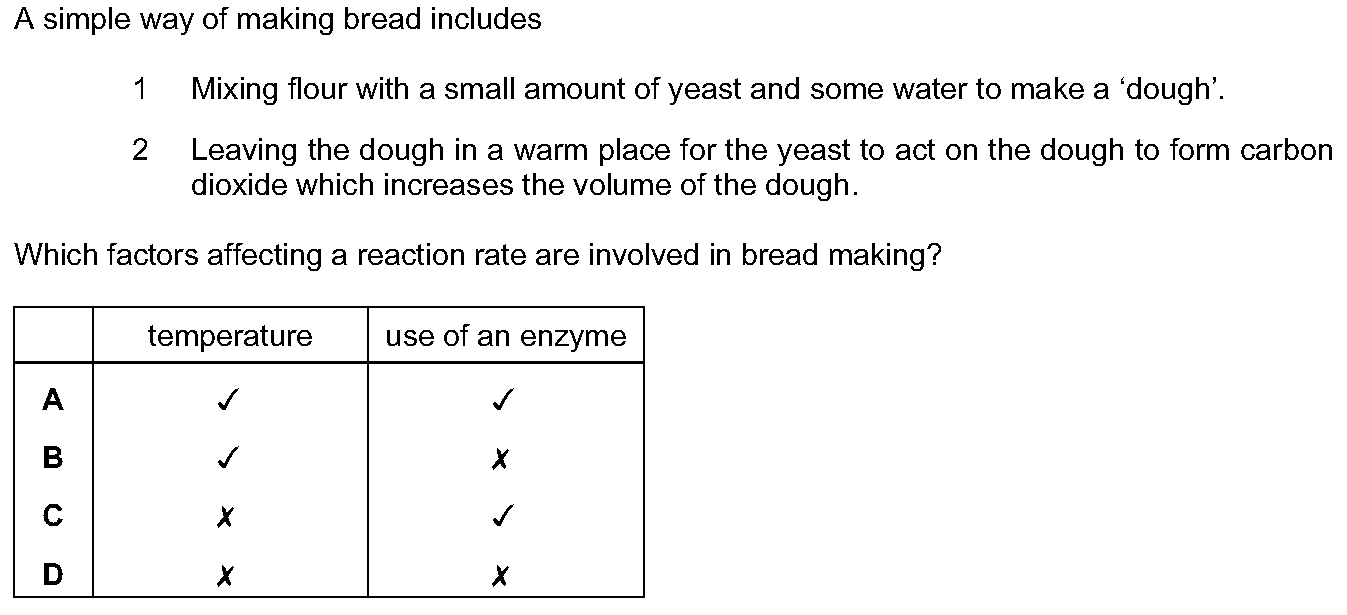 A simple way of making bread includes
1 Mixing flour with a small amount of yeast and some water to make a ‘dough’.
2 Leaving the dough in a warm place for the yeast to act on the dough to form carbon
dioxide which increases the volume of the dough.
Which factors affecting a reaction rate are involved in bread making?
temperature use of an enzyme
A ✓ ✓
B ✓ ✗
C ✗ ✓
D ✗ ✗